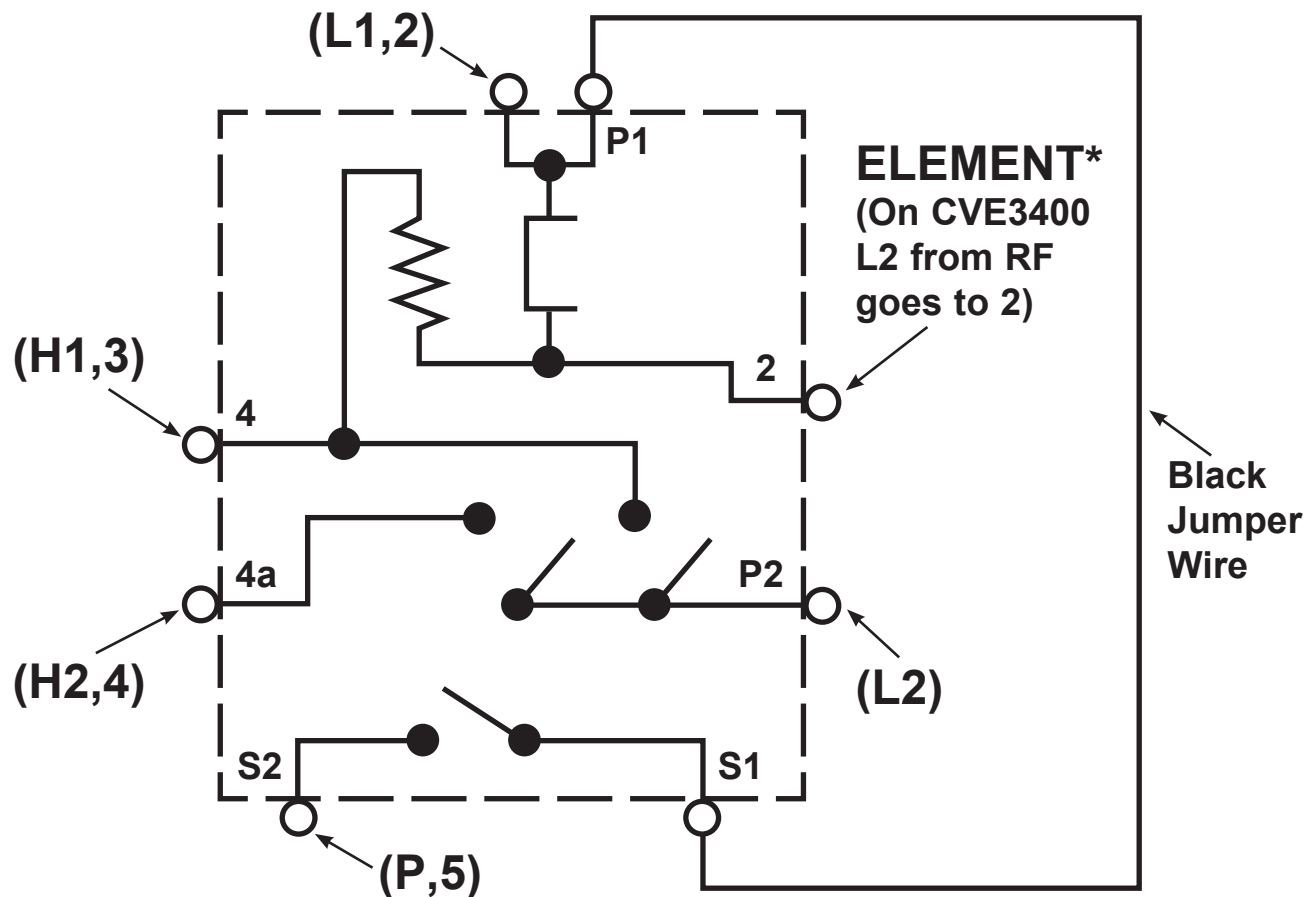 (L1,2)
P1
ELEMENT*
(On CVE3400
L2 from RF
goes to 2)
(H1,3)
2
4
Black
Jumper
Wire
4a
P2
(H2,4)
(L2)
S2
S1
(P,5)